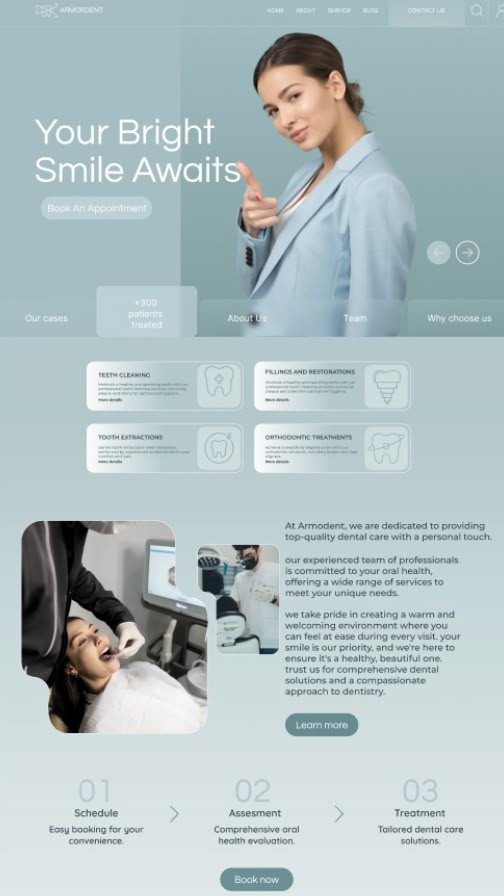 ARMORDENT
HOME ABOUT SERVICE BLOG CONTACT US
Your Bright
Smile Awaits
Book An Appointment
Our cases
+300
patients
treated
About Us
Team
Why choose us
TEETH CLEANING
More details
FILLINGS AND RESTORATIONS
More details
TOOTH EXTRACTIONS
More details
ORTHODONTIC TREATMENTS
More details
At Armodent, we are dedicated to providing
top-quality dental care with a personal touch.
our experienced team of professionals
is committed to your oral health,
offering a wide range of services to
meet your unique needs.
we take pride in creating a warm and
welcoming environment where you
can feel at ease during every visit. your
smile is our priority, and we're here to
ensure it's a healthy, beautiful one.
trust us for comprehensive dental
solutions and a compassionate
approach to dentistry.
Learn more
01
Schedule
Easy booking for your
convenience.
02
Assesment
Comprehensive oral
health evaluation.
03
Treatment
Tailored dental care
solutions.
Book now